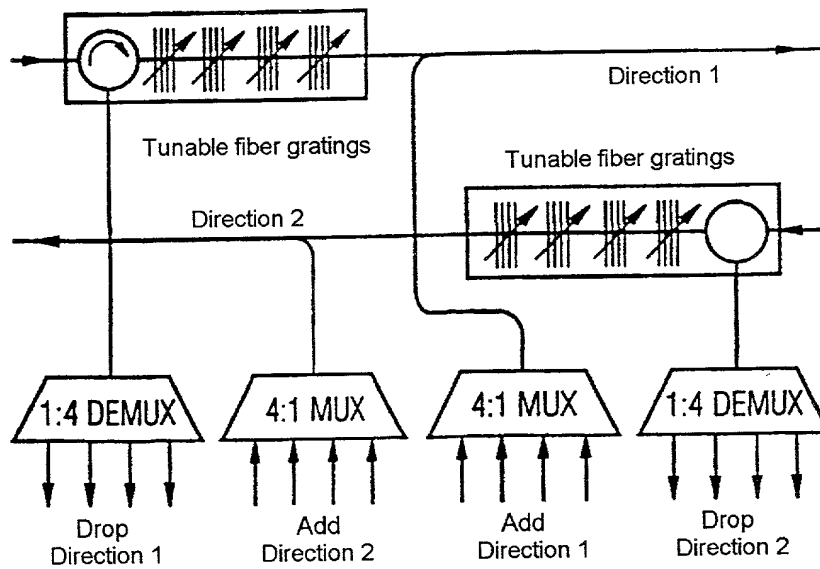 Direction 1
Tunable fiber gratings
Tunable fiber gratings
Direction 2
1:4 DEMUX
4:1 MUX
4:1 MUX
1:4 DEMUX
Drop
Direction 1
Add
Direction 2
Add
Direction 1
Drop
Direction 2